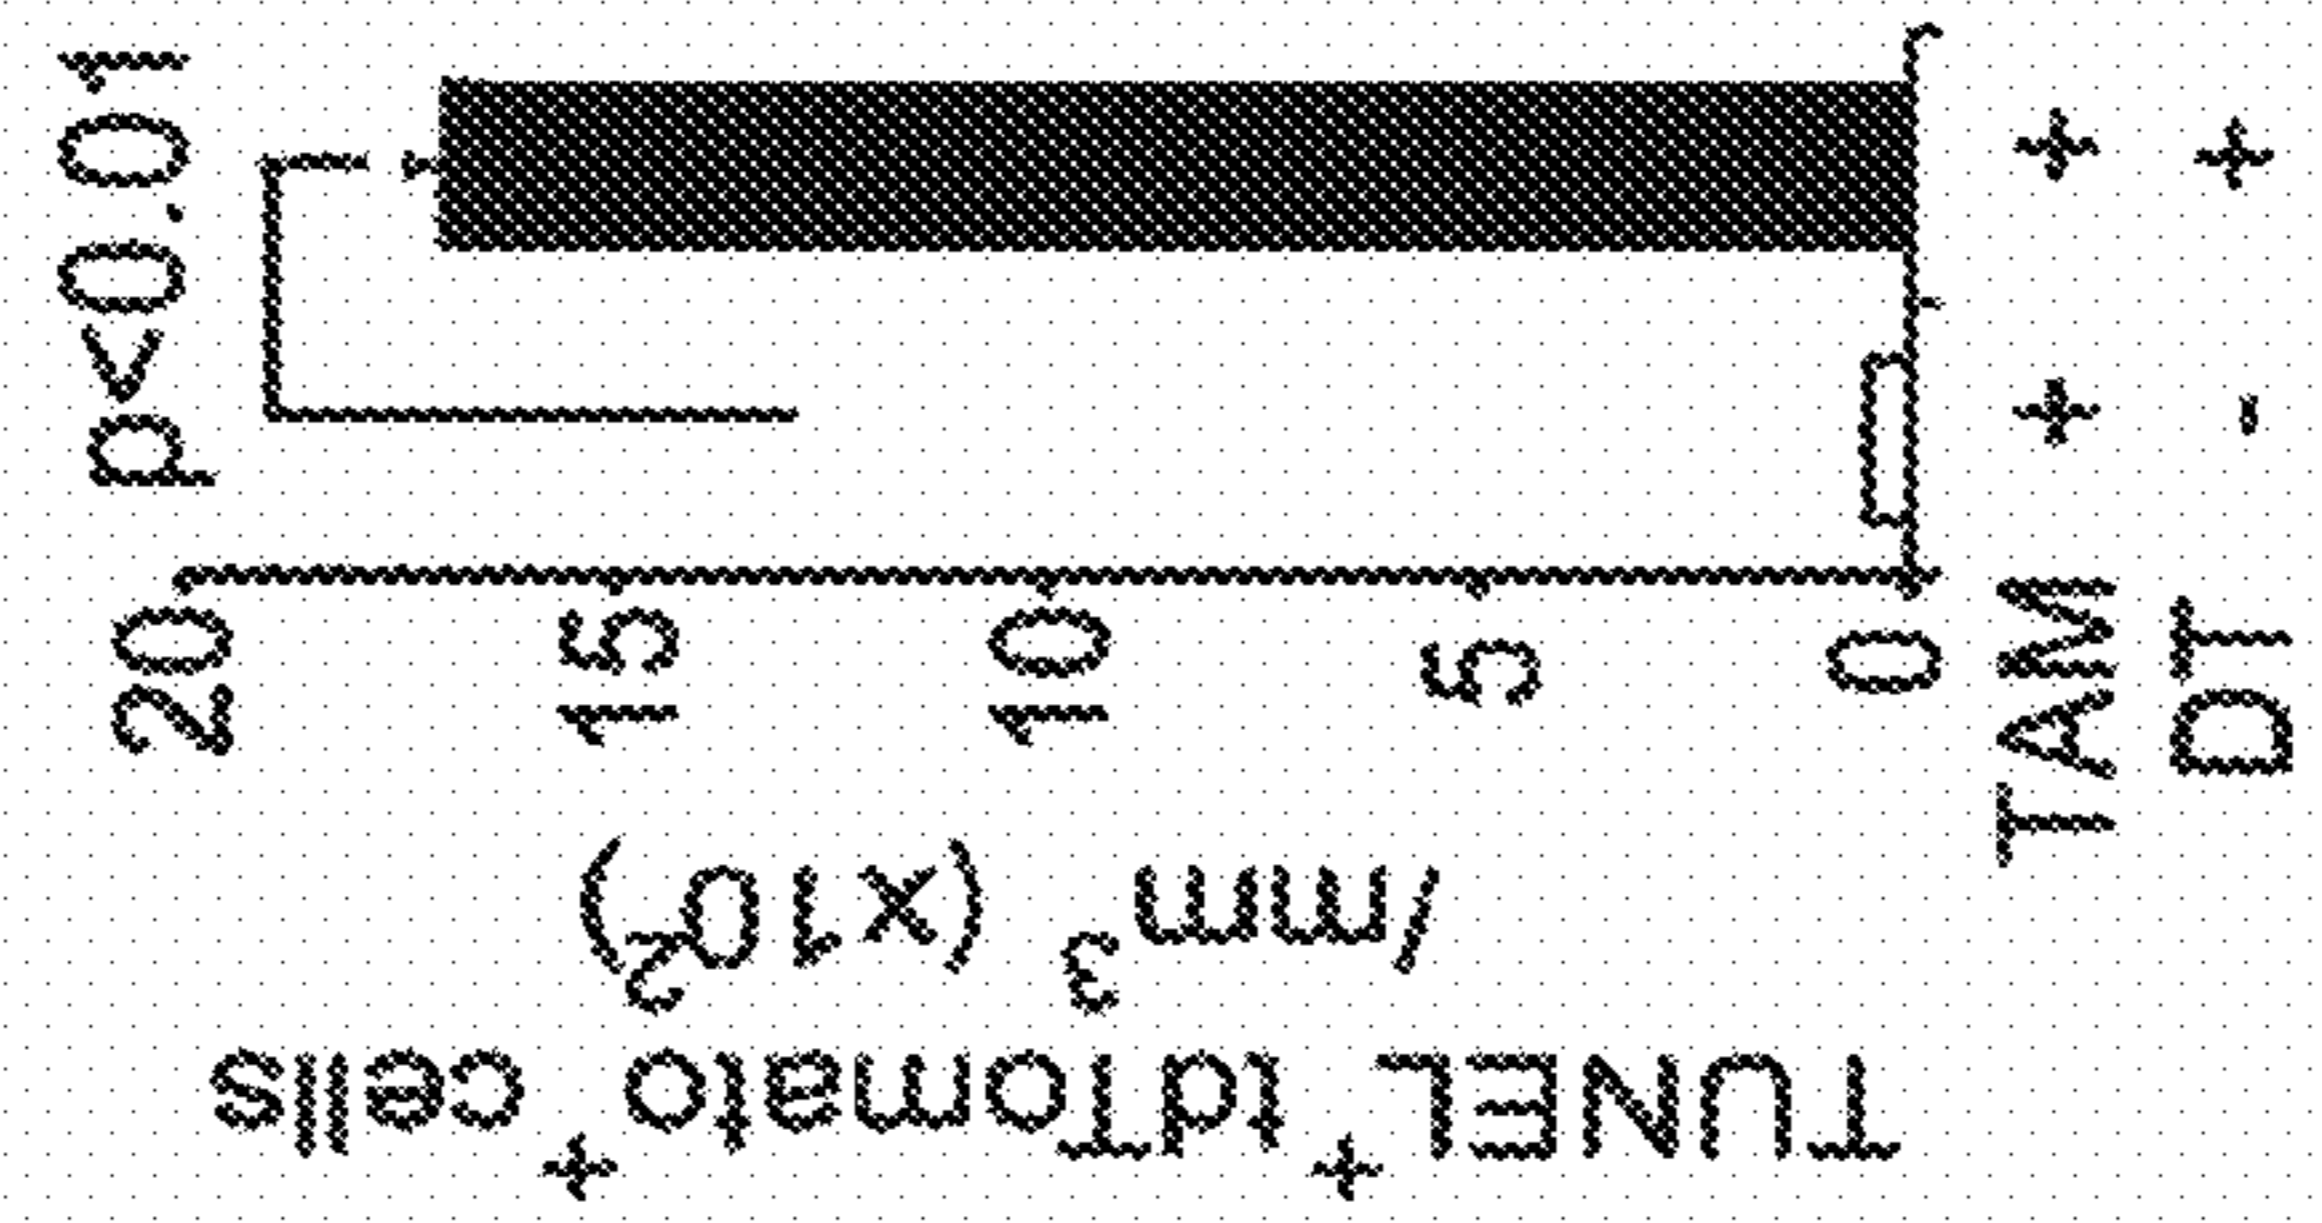 TUNEL⁺ tdTomato⁺ cells
/mm³ (x10²)
p<0.01
20
15
10
5
0
TAM + +
DT - +